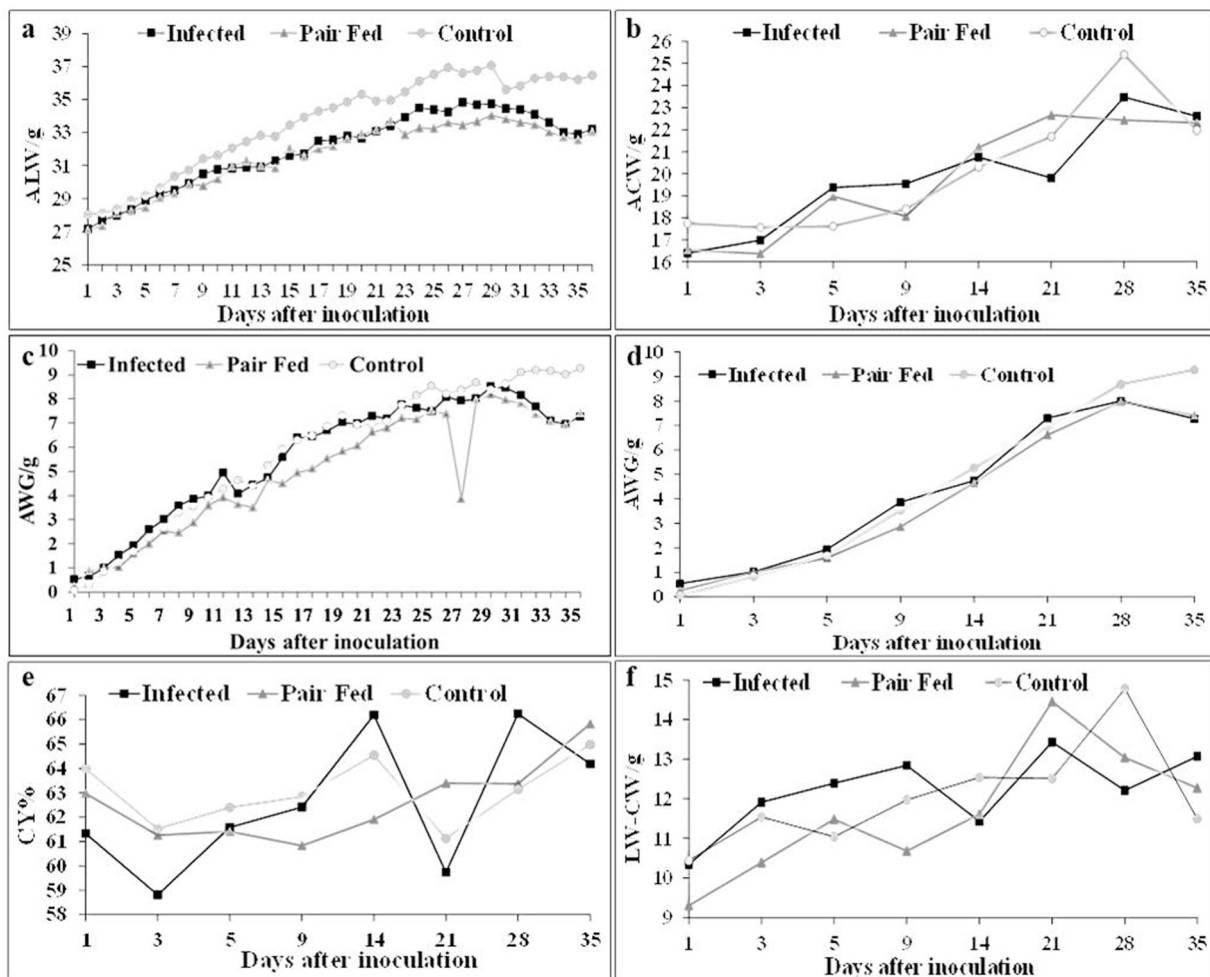 a
Infected Pair Fed Control
ALW/g
39
37
35
33
31
29
27
25
1 3 5 7 9 11 13 15 17 19 21 23 25 27 29 31 33 35
Days after inoculation
b
Infected Pair Fed Control
ACW/g
26
25
24
23
22
21
20
19
18
17
16
1 3 5 9 14 21 28 35
Days after inoculation
c
Infected Pair Fed Control
AWG/g
10
9
8
7
6
5
4
3
2
1
0
1 3 5 7 9 11 13 15 17 19 21 23 25 27 29 31 33 35
Days after inoculation
d
Infected Pair Fed Control
AWG/g
10
9
8
7
6
5
4
3
2
1
0
1 3 5 9 14 21 28 35
Days after inoculation
e
Infected Pair Fed Control
CY%
67
66
65
64
63
62
61
60
59
58
1 3 5 9 14 21 28 35
Days after inoculation
f
Infected Pair Fed Control
LW-CW/g
15
14
13
12
11
10
9
1 3 5 9 14 21 28 35
Days after inoculation